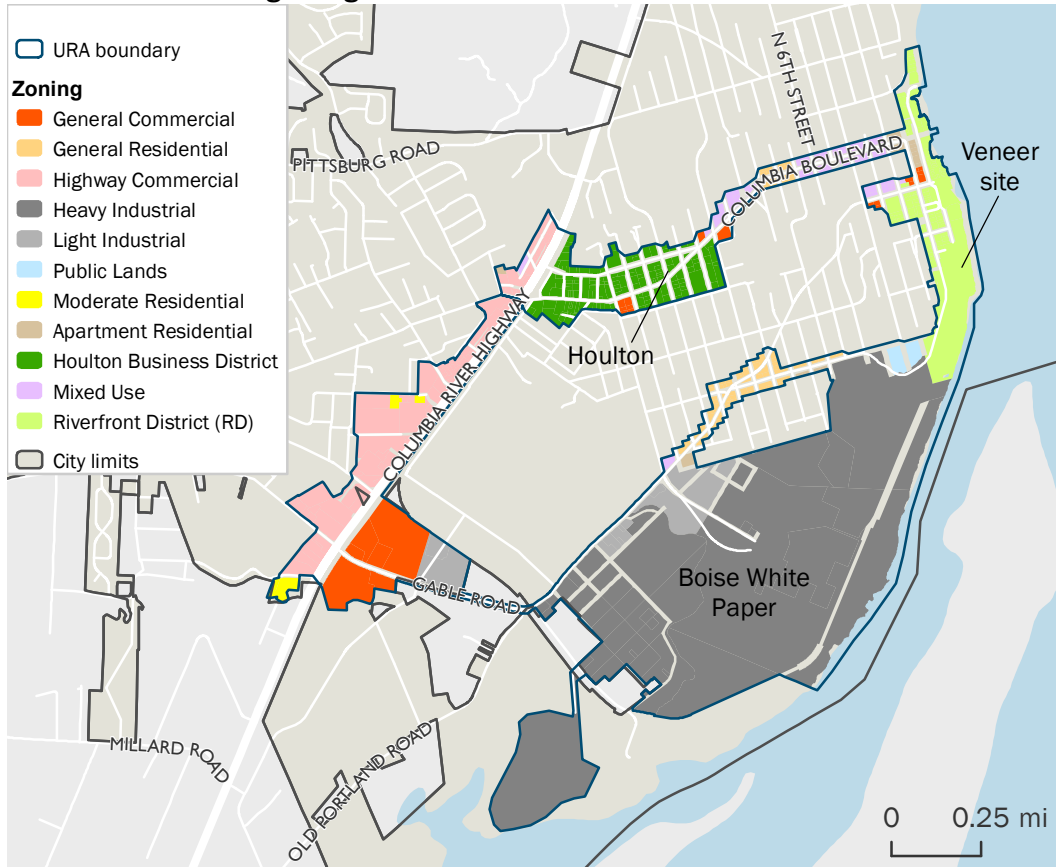 URA boundary
Zoning
General Commercial
General Residential
Highway Commercial
Heavy Industrial
Light Industrial
Public Lands
Moderate Residential
Apartment Residential
Houlton Business District
Mixed Use
Riverfront District (RD)
City limits
PITTSBURG ROAD
N 6TH STREET
COLUMBIA BOULEVARD
Veneer
site
COLUMBIA RIVER HIGHWAY
Houlton
GABLE ROAD
Boise White
Paper
MILLARD ROAD
OLD PORTLAND ROAD
0 0.25 mi